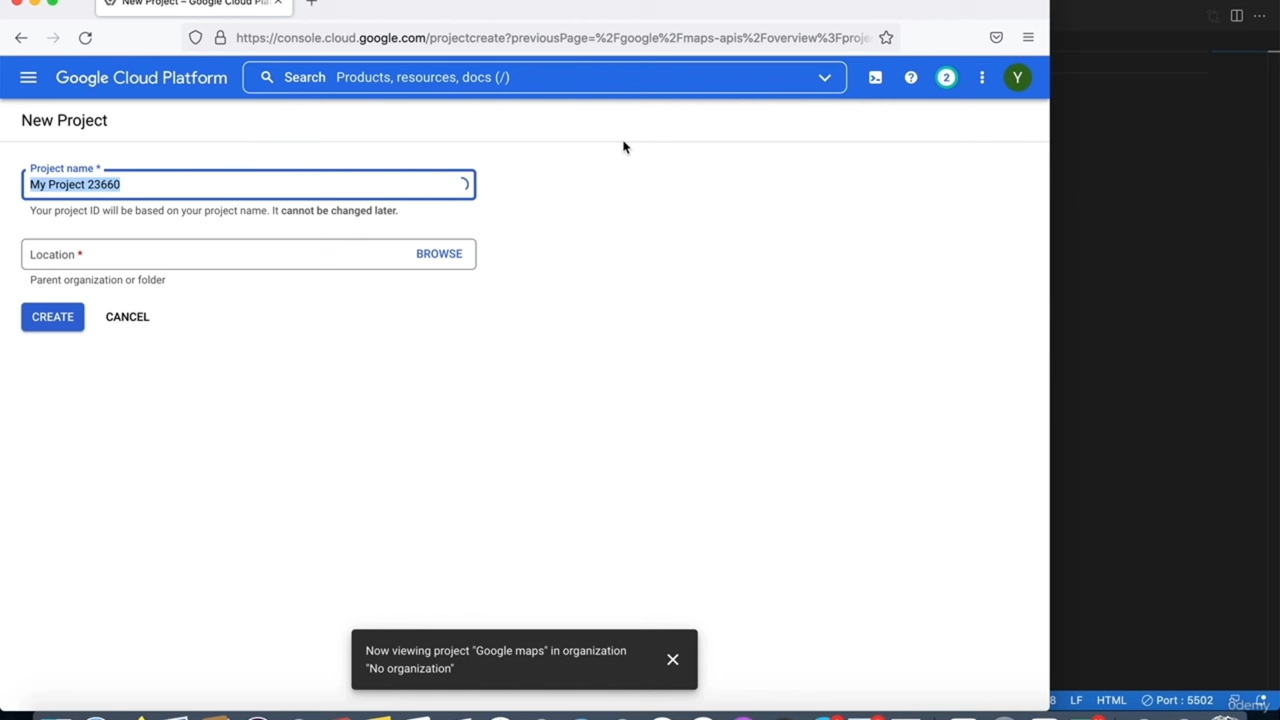 New Project – Google Cloud Pla
https://console.cloud.google.com/projectcreate?previousPage=%2Fgoogle%2Fmaps-apis%2Foverview%3Fproje
Google Cloud Platform
Search Products, resources, docs (/)
2
Y
New Project
Project name *
My Project 23660
Your project ID will be based on your project name. It cannot be changed later.
Location *
BROWSE
Parent organization or folder
CREATE
CANCEL
Now viewing project "Google maps" in organization
"No organization"
8 LF HTML Port : 5502
udemy